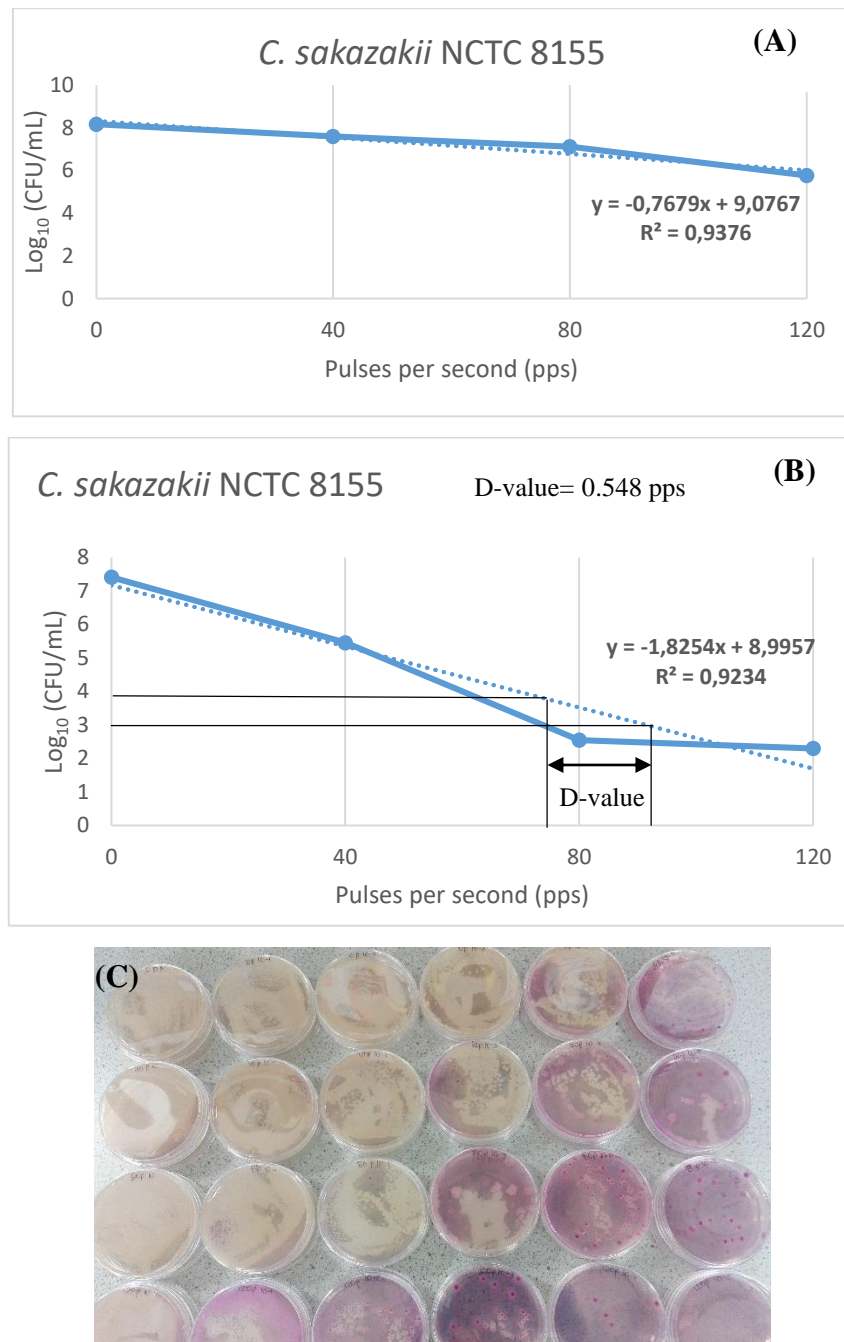 (A)
C. sakazakii NCTC 8155
10
8
6
4
2
0
Log10 (CFU/mL)
y = -0,7679x + 9,0767
R² = 0,9376
0 40 80 120
Pulses per second (pps)
(B)
C. sakazakii NCTC 8155 D-value= 0.548 pps
8
7
6
5
4
3
2
1
0
Log10 (CFU/mL)
y = -1,8254x + 8,9957
R² = 0,9234
D-value
0 40 80 120
Pulses per second (pps)
(C)